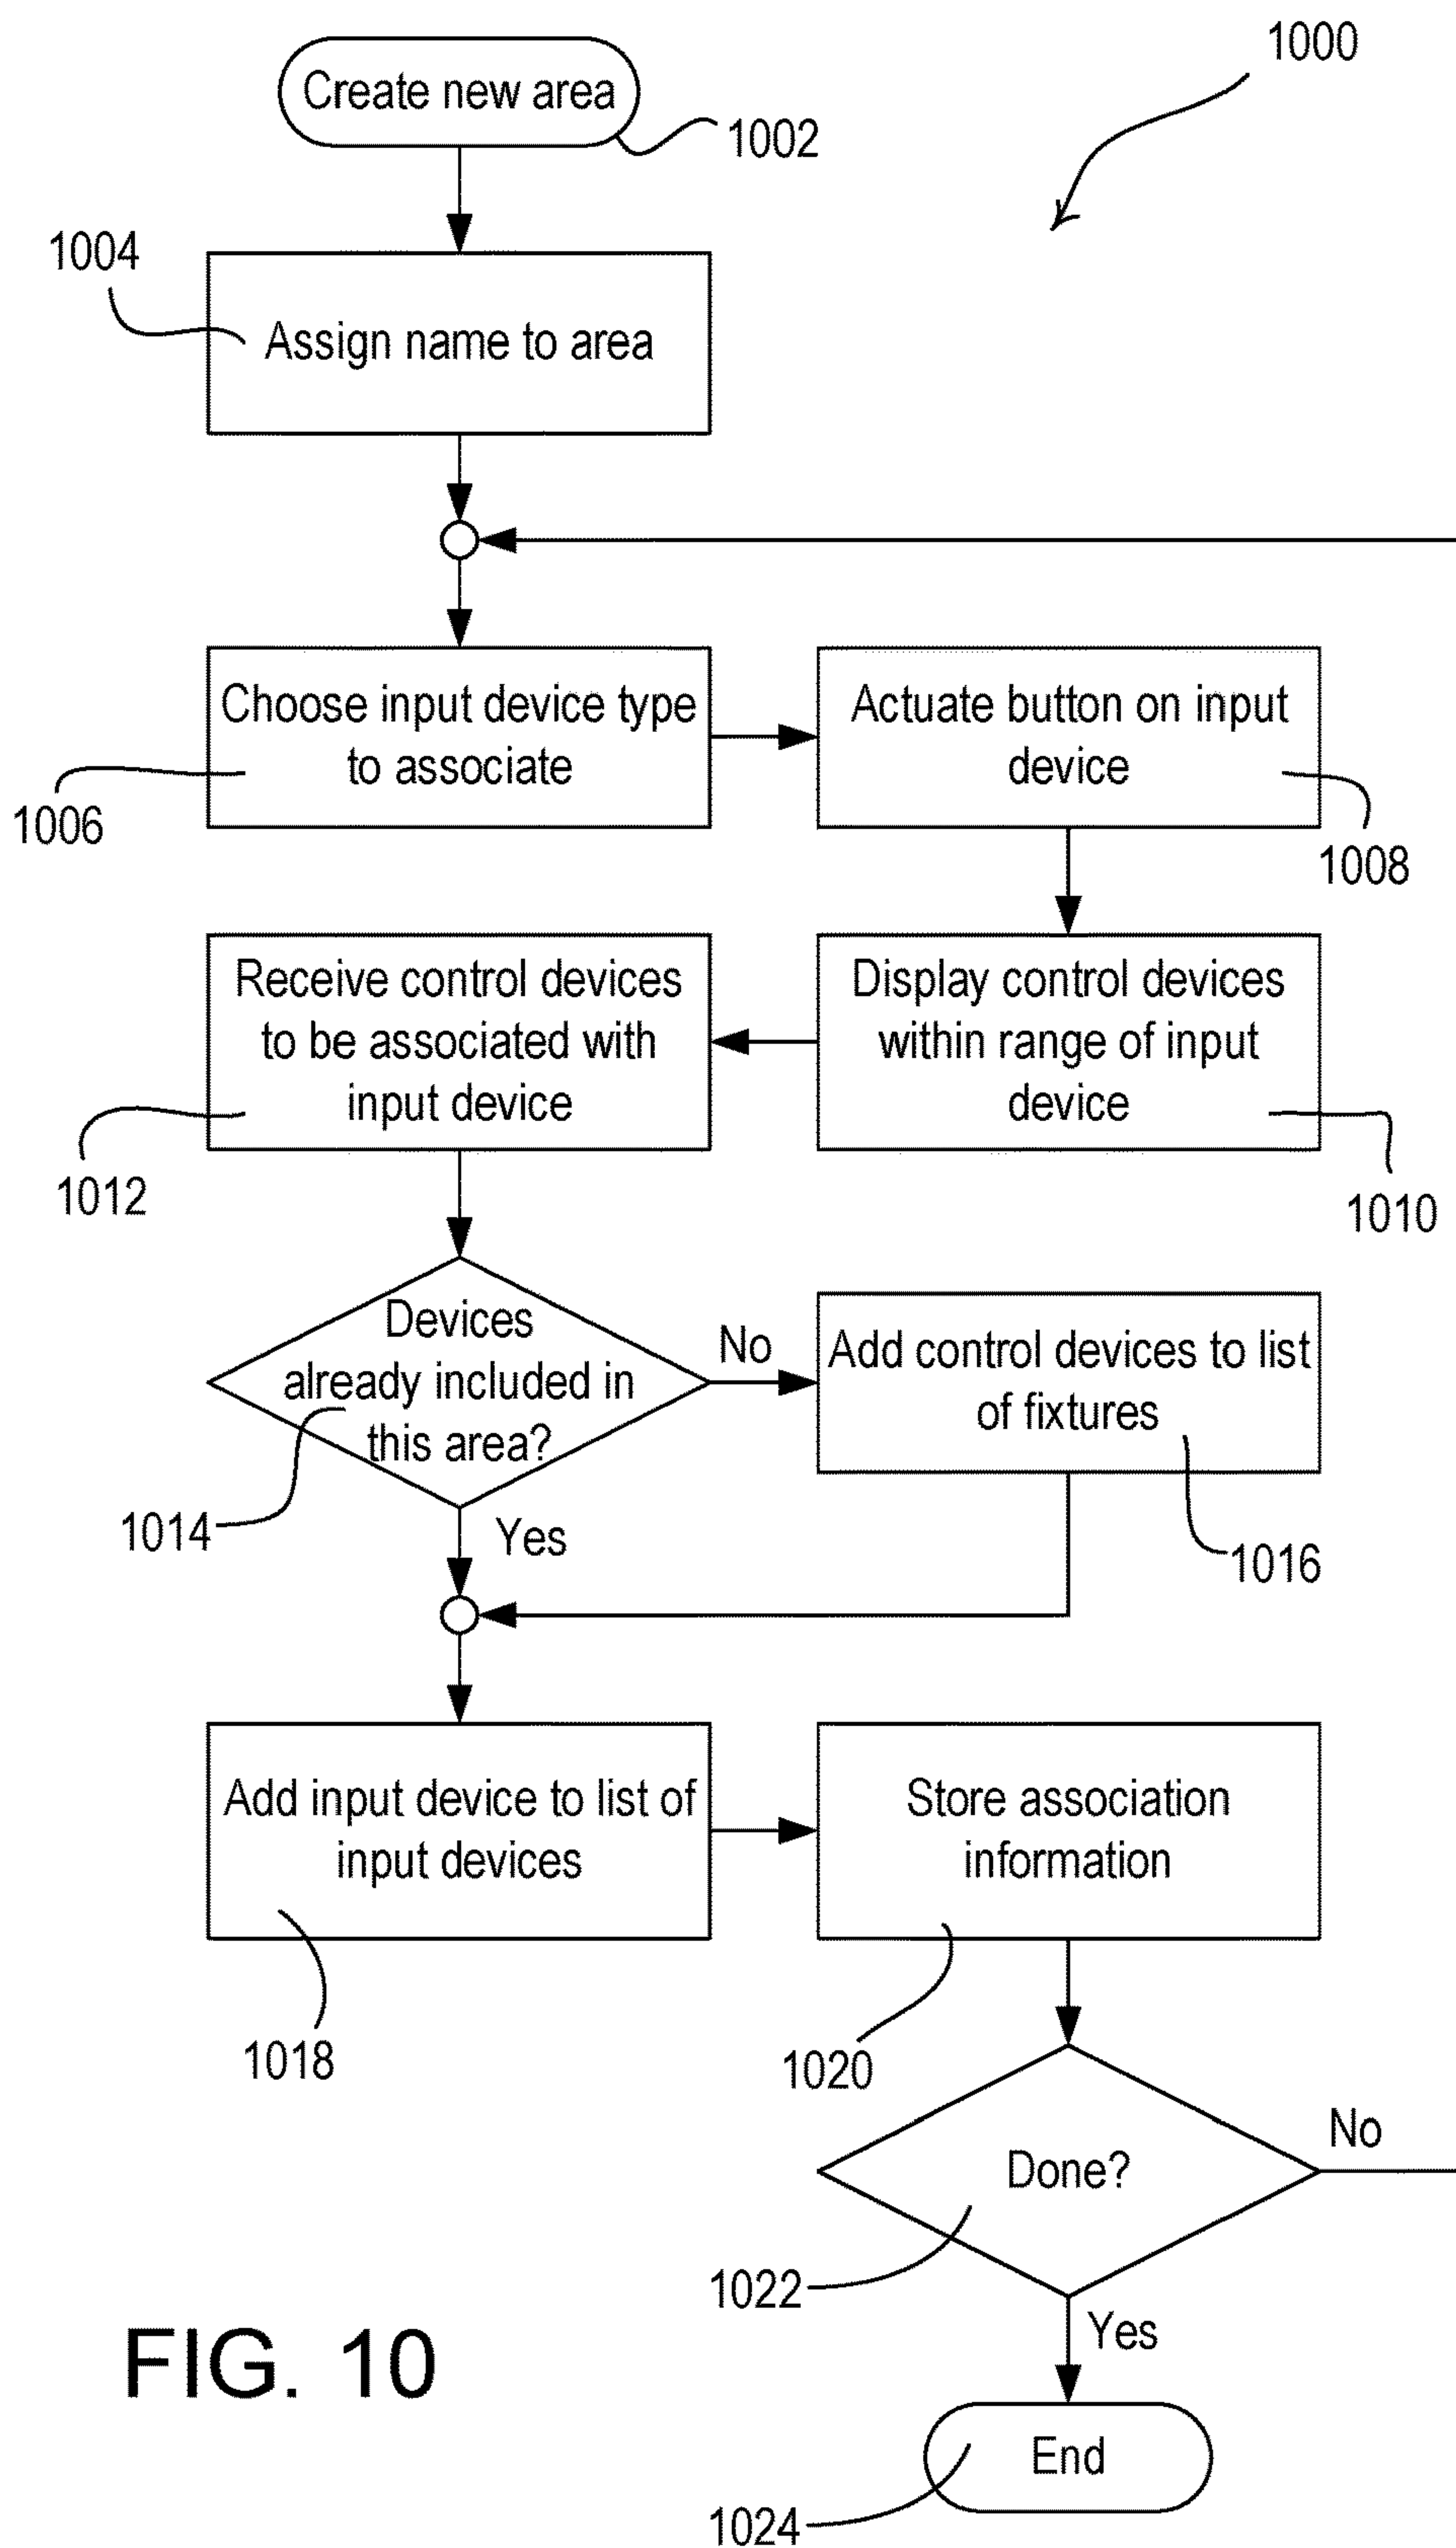 1000
Create new area
1002
1004
Assign name to area
Choose input device type
to associate
1006
Actuate button on input
device
1008
Receive control devices
to be associated with
input device
1012
Display control devices
within range of input
device
1010
Devices
already included in
this area?
1014
No
Yes
Add control devices to list
of fixtures
1016
Add input device to list of
input devices
1018
Store association
information
1020
Done?
1022
No
Yes
End
1024
FIG. 10